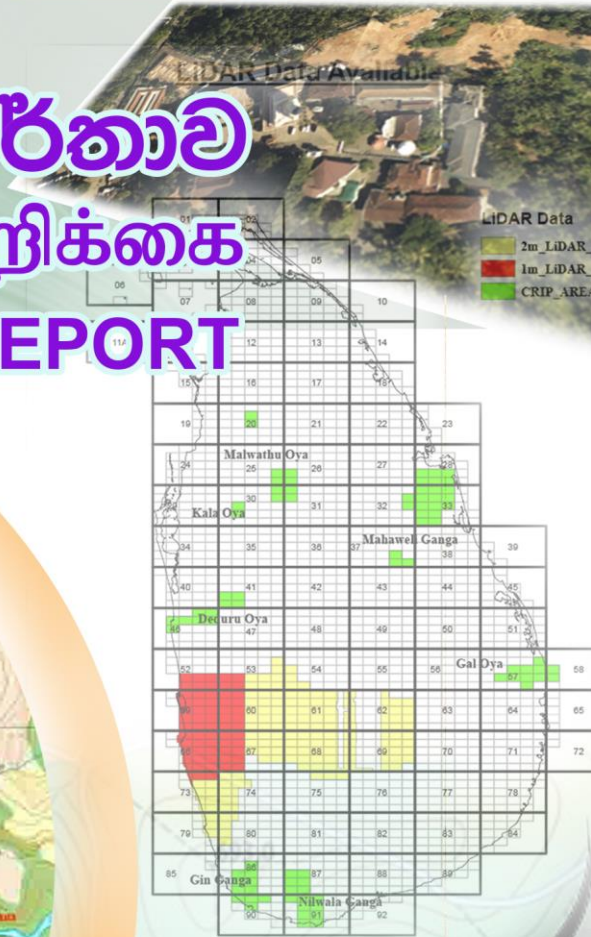 LiDAR Data Available
ර්තාව
றிக்கை
EPORT
LiDAR Data
2m_LiDAR_
1m_LiDAR_
CRIP_AREA
01 02
05
06
07 08 09 10
11A 12 13 14
15 16 17 18
19 20 21 22 23
Malwathu Oya
24 25 26 27 28
30 31 32 33
Kala Oya
Mahaweli Ganga
34 35 36 37 38 39
40 41 42 43 44 45
Deduru Oya
46 47 48 49 50 51
Gal Oya
52 53 54 55 56 57 58
59 60 61 62 63 64 65
66 67 68 69 70 71 72
73 74 75 76 77 78
79 80 81 82 83 84
85 86 87 88 89
Gin Ganga
Nilwala Ganga
90 91 92